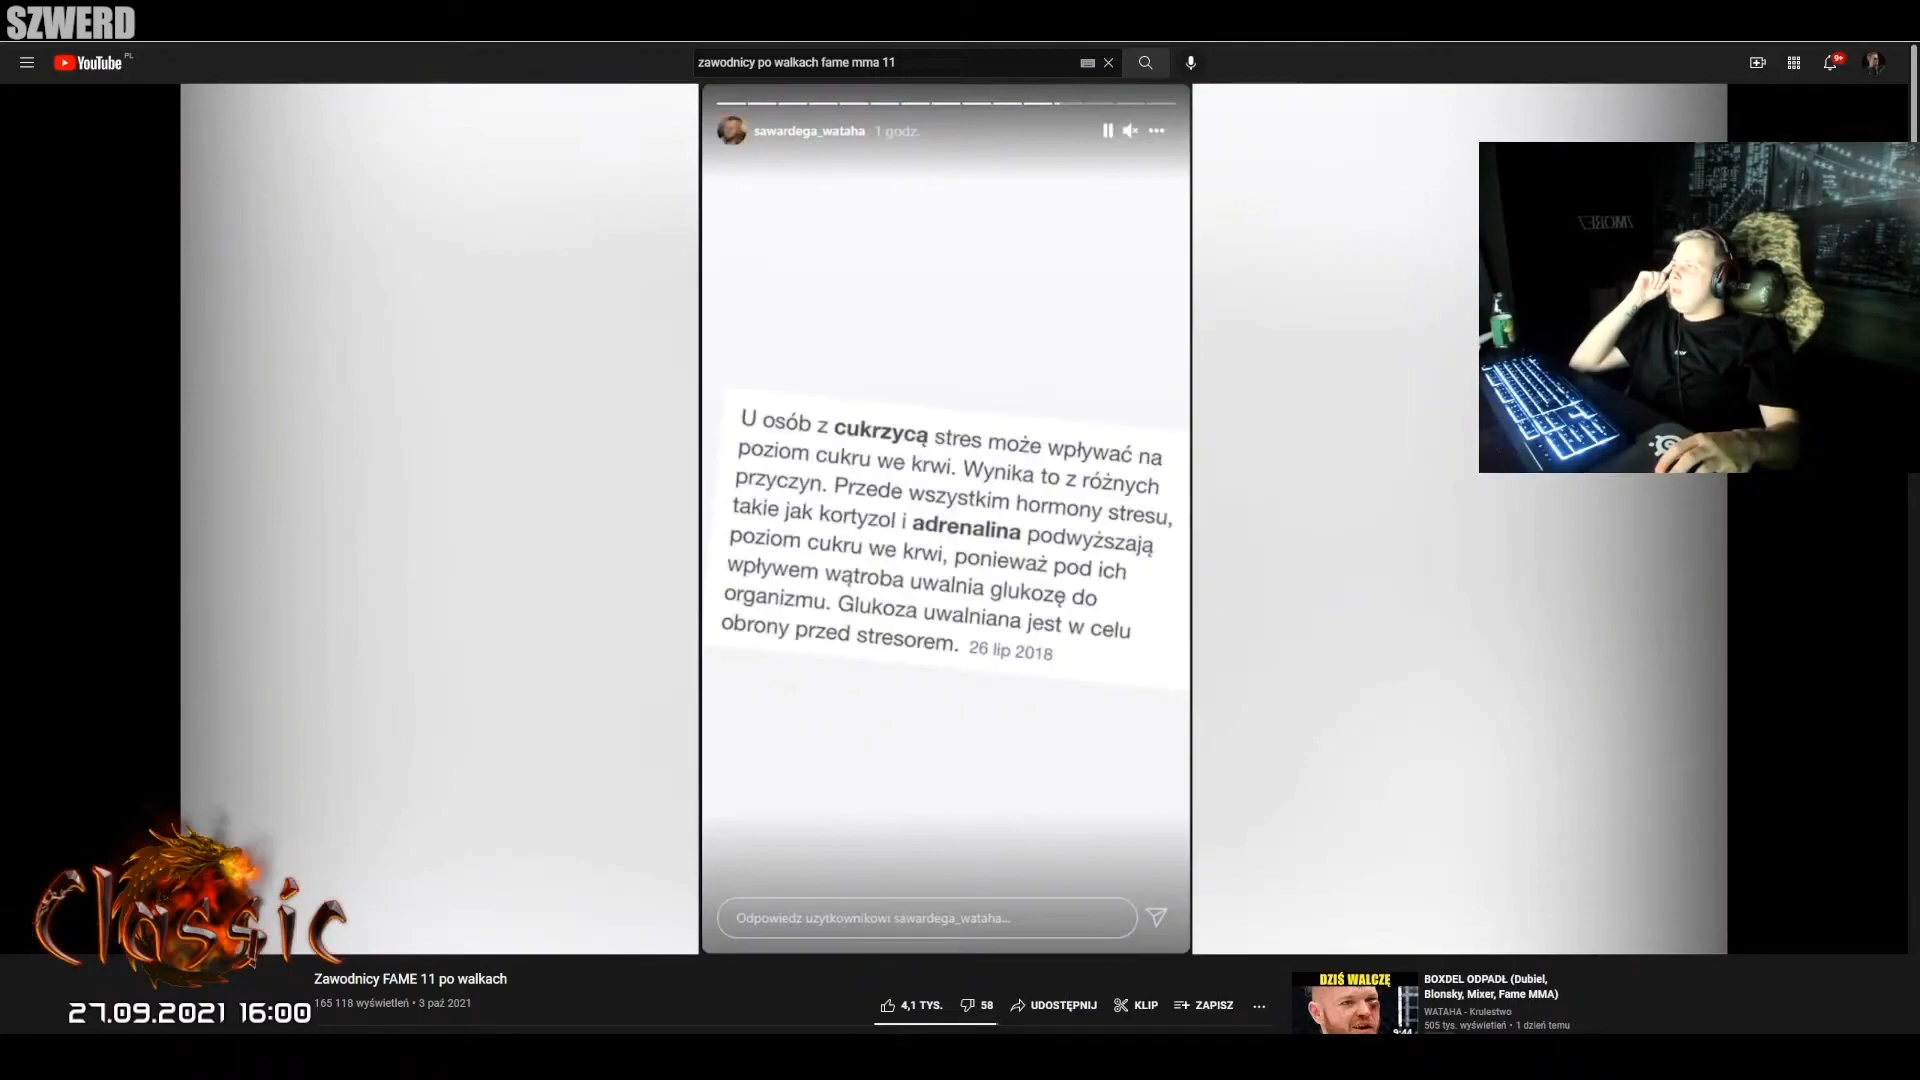 SZWERD
YouTube PL
zawodnicy po walkach fame mma 11
9+
sawardega_wataha 1 godz.
U osób z cukrzycą stres może wpływać na
poziom cukru we krwi. Wynika to z różnych
przyczyn. Przede wszystkim hormony stresu,
takie jak kortyzol i adrenalina podwyższają
poziom cukru we krwi, ponieważ pod ich
wpływem wątroba uwalnia glukozę do
organizmu. Glukoza uwalniana jest w celu
obrony przed stresorem. 26 lip 2018
Odpowiedz użytkownikowi sawardega_wataha...
Classic
27.09.2021 16:00
Zawodnicy FAME 11 po walkach
165 118 wyświetleń • 3 paź 2021
4,1 TYS.
58
UDOSTĘPNIJ
KLIP
ZAPISZ
DZIŚ WALCZĘ
9:44
BOXDEL ODPADŁ (Dubiel,
Blonsky, Mixer, Fame MMA)
WATAHA - Krulestwo
505 tys. wyświetleń • 1 dzień temu